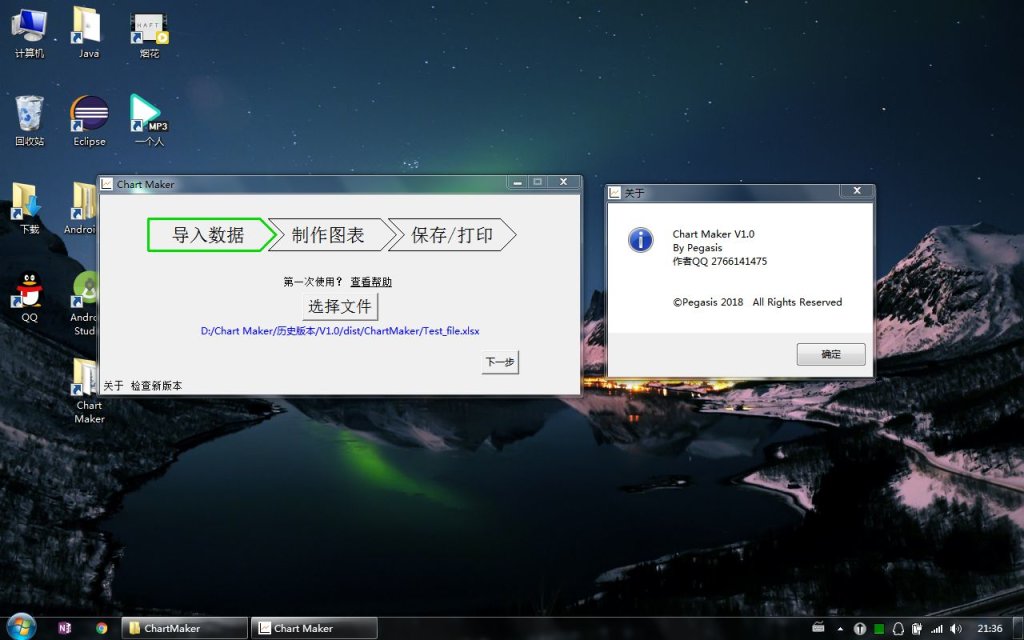 计算机
Java
HAFT
烟花
回收站
Eclipse
MP3
一个人
下载
Androi
QQ
Andro
Studi
Chart
Maker
Chart Maker
导入数据
制作图表
保存/打印
第一次使用？ 查看帮助
选择文件
D:/Chart Maker/历史版本/V1.0/dist/ChartMaker/Test_file.xlsx
下一步
关于 检查新版本
关于
Chart Maker V1.0
By Pegasis
作者QQ 2766141475
©Pegasis 2018 All Rights Reserved
确定
ChartMaker
Chart Maker
21:36